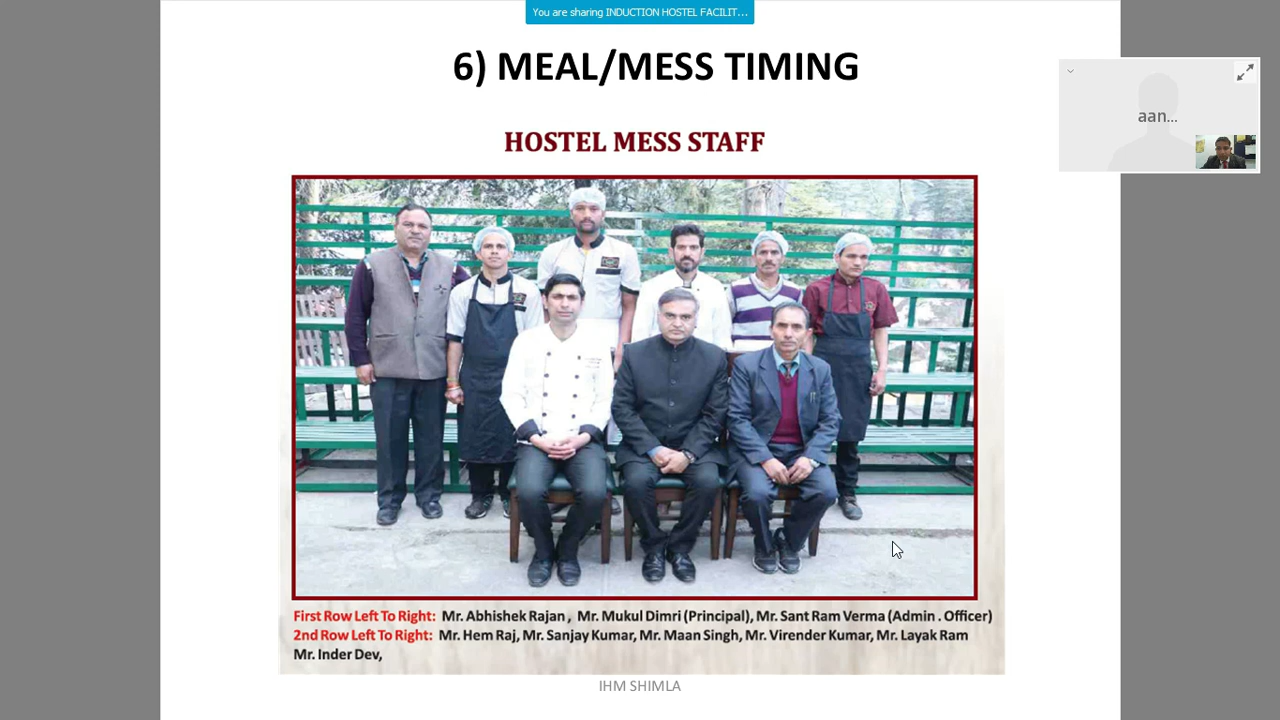 You are sharing INDUCTION HOSTEL FACILIT...
6) MEAL/MESS TIMING
aan...
HOSTEL MESS STAFF
First Row Left To Right: Mr. Abhishek Rajan , Mr. Mukul Dimri (Principal), Mr. Sant Ram Verma (Admin . Officer)
2nd Row Left To Right: Mr. Hem Raj, Mr. Sanjay Kumar, Mr. Maan Singh, Mr. Virender Kumar, Mr. Layak Ram
Mr. Inder Dev,
IHM SHIMLA